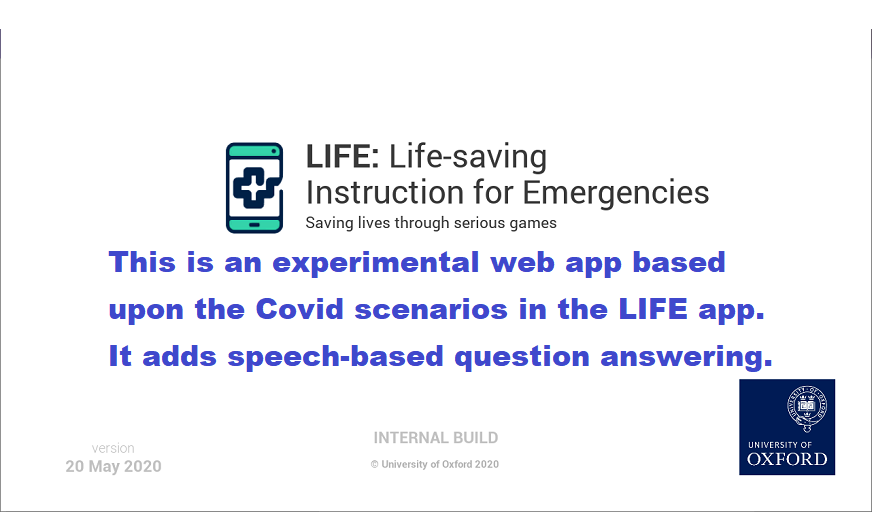 LIFE: Life-saving
Instruction for Emergencies
Saving lives through serious games
This is an experimental web app based
upon the Covid scenarios in the LIFE app.
It adds speech-based question answering.
version
20 May 2020
INTERNAL BUILD
© University of Oxford 2020
UNIVERSITY OF
OXFORD